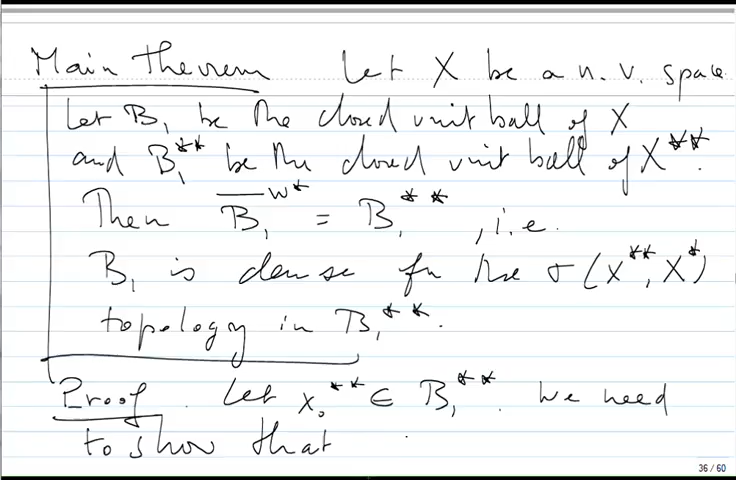 Main Theorem Let X be a n. v. space
Let B₁ be the closed unit ball of X
and B₁** be the closed unit ball of X**.
Then B̅₁ʷ* = B₁**, i.e.
B₁ is dense for the σ(X**, X*)
topology in B₁**.
Proof. Let x₀** ∈ B₁**. We need
to show that
36 / 60